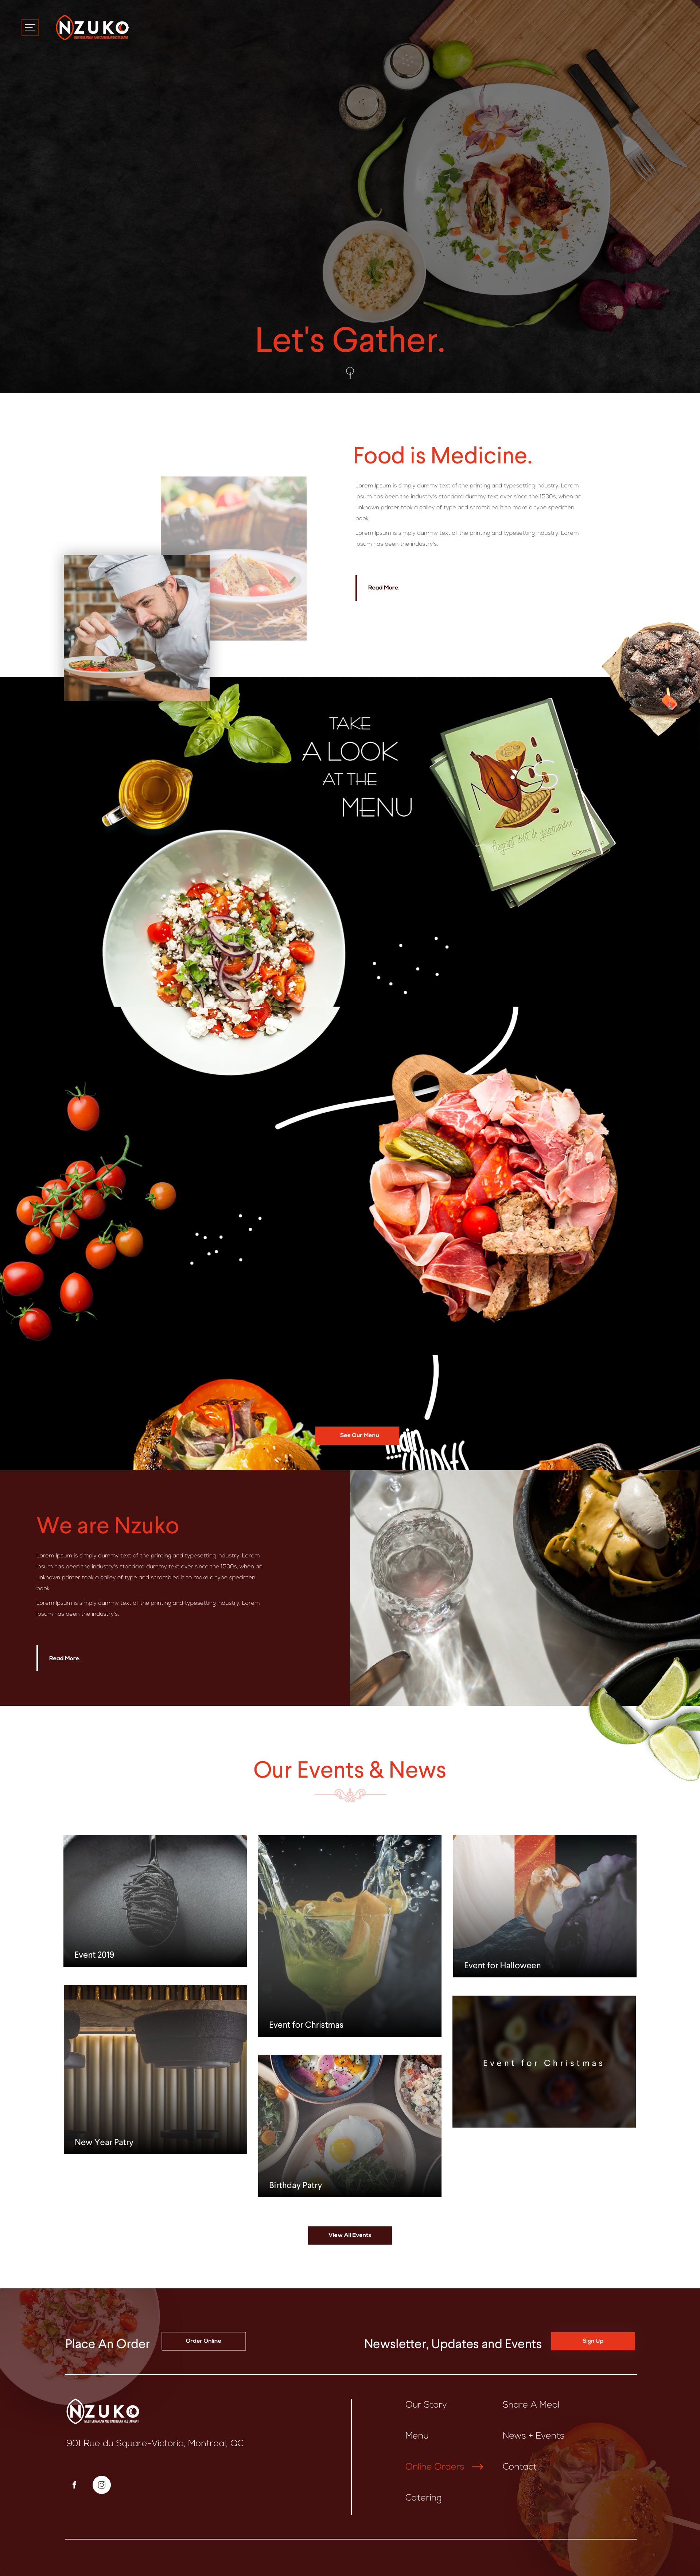 NZUKO
MEDITERRANEAN AND CARIBBEAN RESTAURANT
Let's Gather.
Food is Medicine.
Lorem Ipsum is simply dummy text of the printing and typesetting industry. Lorem
Ipsum has been the industry's standard dummy text ever since the 1500s, when an
unknown printer took a galley of type and scrambled it to make a type specimen
book.
Lorem Ipsum is simply dummy text of the printing and typesetting industry. Lorem
Ipsum has been the industry's.
Read More.
TAKE
A LOOK
AT THE
MENU
See Our Menu
main
COURSES
We are Nzuko
Lorem Ipsum is simply dummy text of the printing and typesetting industry. Lorem
Ipsum has been the industry's standard dummy text ever since the 1500s, when an
unknown printer took a galley of type and scrambled it to make a type specimen
book.
Lorem Ipsum is simply dummy text of the printing and typesetting industry. Lorem
Ipsum has been the industry's.
Read More.
Our Events & News
Event 2019
Event for Christmas
Event for Halloween
New Year Patry
Birthday Patry
Event for Christmas
View All Events
Place An Order
Order Online
Newsletter, Updates and Events
Sign Up
NZUKO
MEDITERRANEAN AND CARIBBEAN RESTAURANT
901 Rue du Square-Victoria, Montreal, QC
Our Story
Share A Meal
Menu
News + Events
Online Orders
Contact
Catering